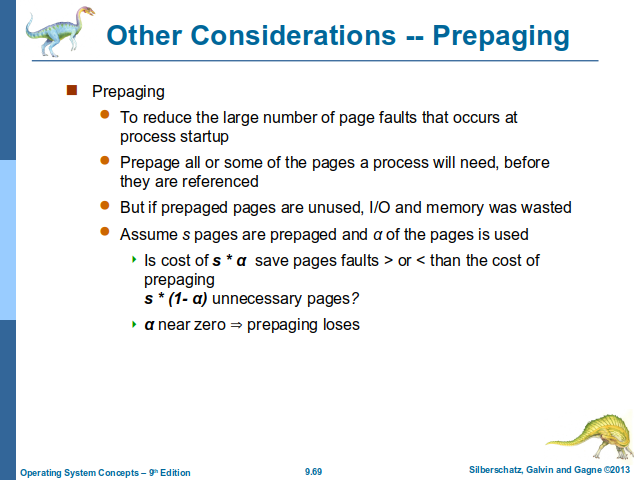 Other Considerations -- Prepaging
Prepaging
To reduce the large number of page faults that occurs at
process startup
Prepage all or some of the pages a process will need, before
they are referenced
But if prepaged pages are unused, I/O and memory was wasted
Assume s pages are prepaged and α of the pages is used
Is cost of s * α save pages faults > or < than the cost of
prepaging
s * (1- α) unnecessary pages?
α near zero ⇒ prepaging loses
Operating System Concepts – 9th Edition
9.69
Silberschatz, Galvin and Gagne ©2013